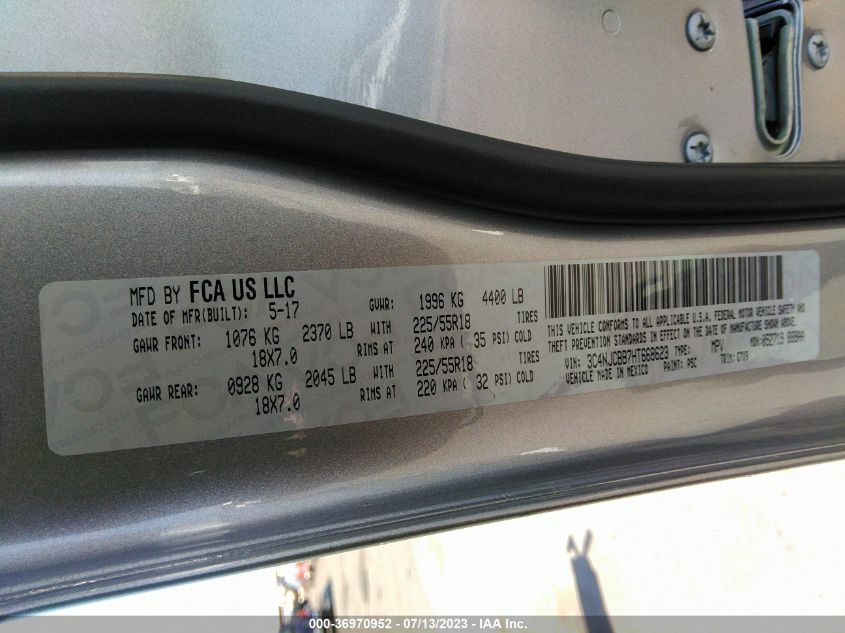 MFD BY FCA US LLC
DATE OF MFR(BUILT): 5-17 GVWR: 1996 KG 4400 LB
GAWR FRONT: 1076 KG 2370 LB WITH 225/55R18 TIRES
18X7.0 RIMS AT 240 KPA ( 35 PSI) COLD
GAWR REAR: 0928 KG 2045 LB WITH 225/55R18 TIRES
18X7.0 RIMS AT 220 KPA ( 32 PSI) COLD
THIS VEHICLE CONFORMS TO ALL APPLICABLE U.S.A. FEDERAL MOTOR VEHICLE SAFETY AND
THEFT PREVENTION STANDARDS IN EFFECT ON THE DATE OF MANUFACTURE SHOWN ABOVE.
VIN: 3C4NJCBB7HT668623 TYPE: MPV MDH: 052719
VEHICLE MADE IN MEXICO PAINT: PSC TRIM:
000-36970952 / 07/13/2023 - IAA Inc.